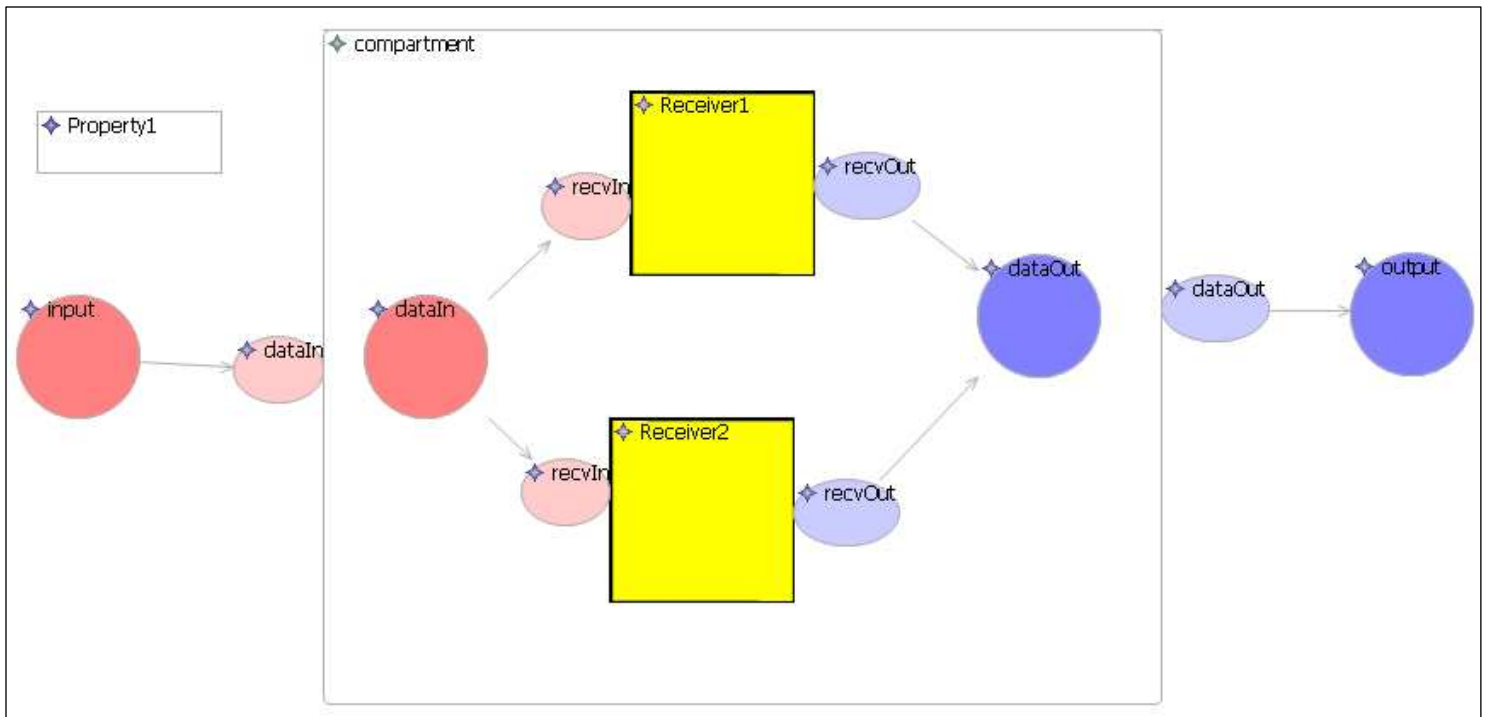 compartment
Property1
Receiver1
recvIn
recvOut
input
dataIn
dataIn
dataOut
dataOut
output
Receiver2
recvIn
recvOut